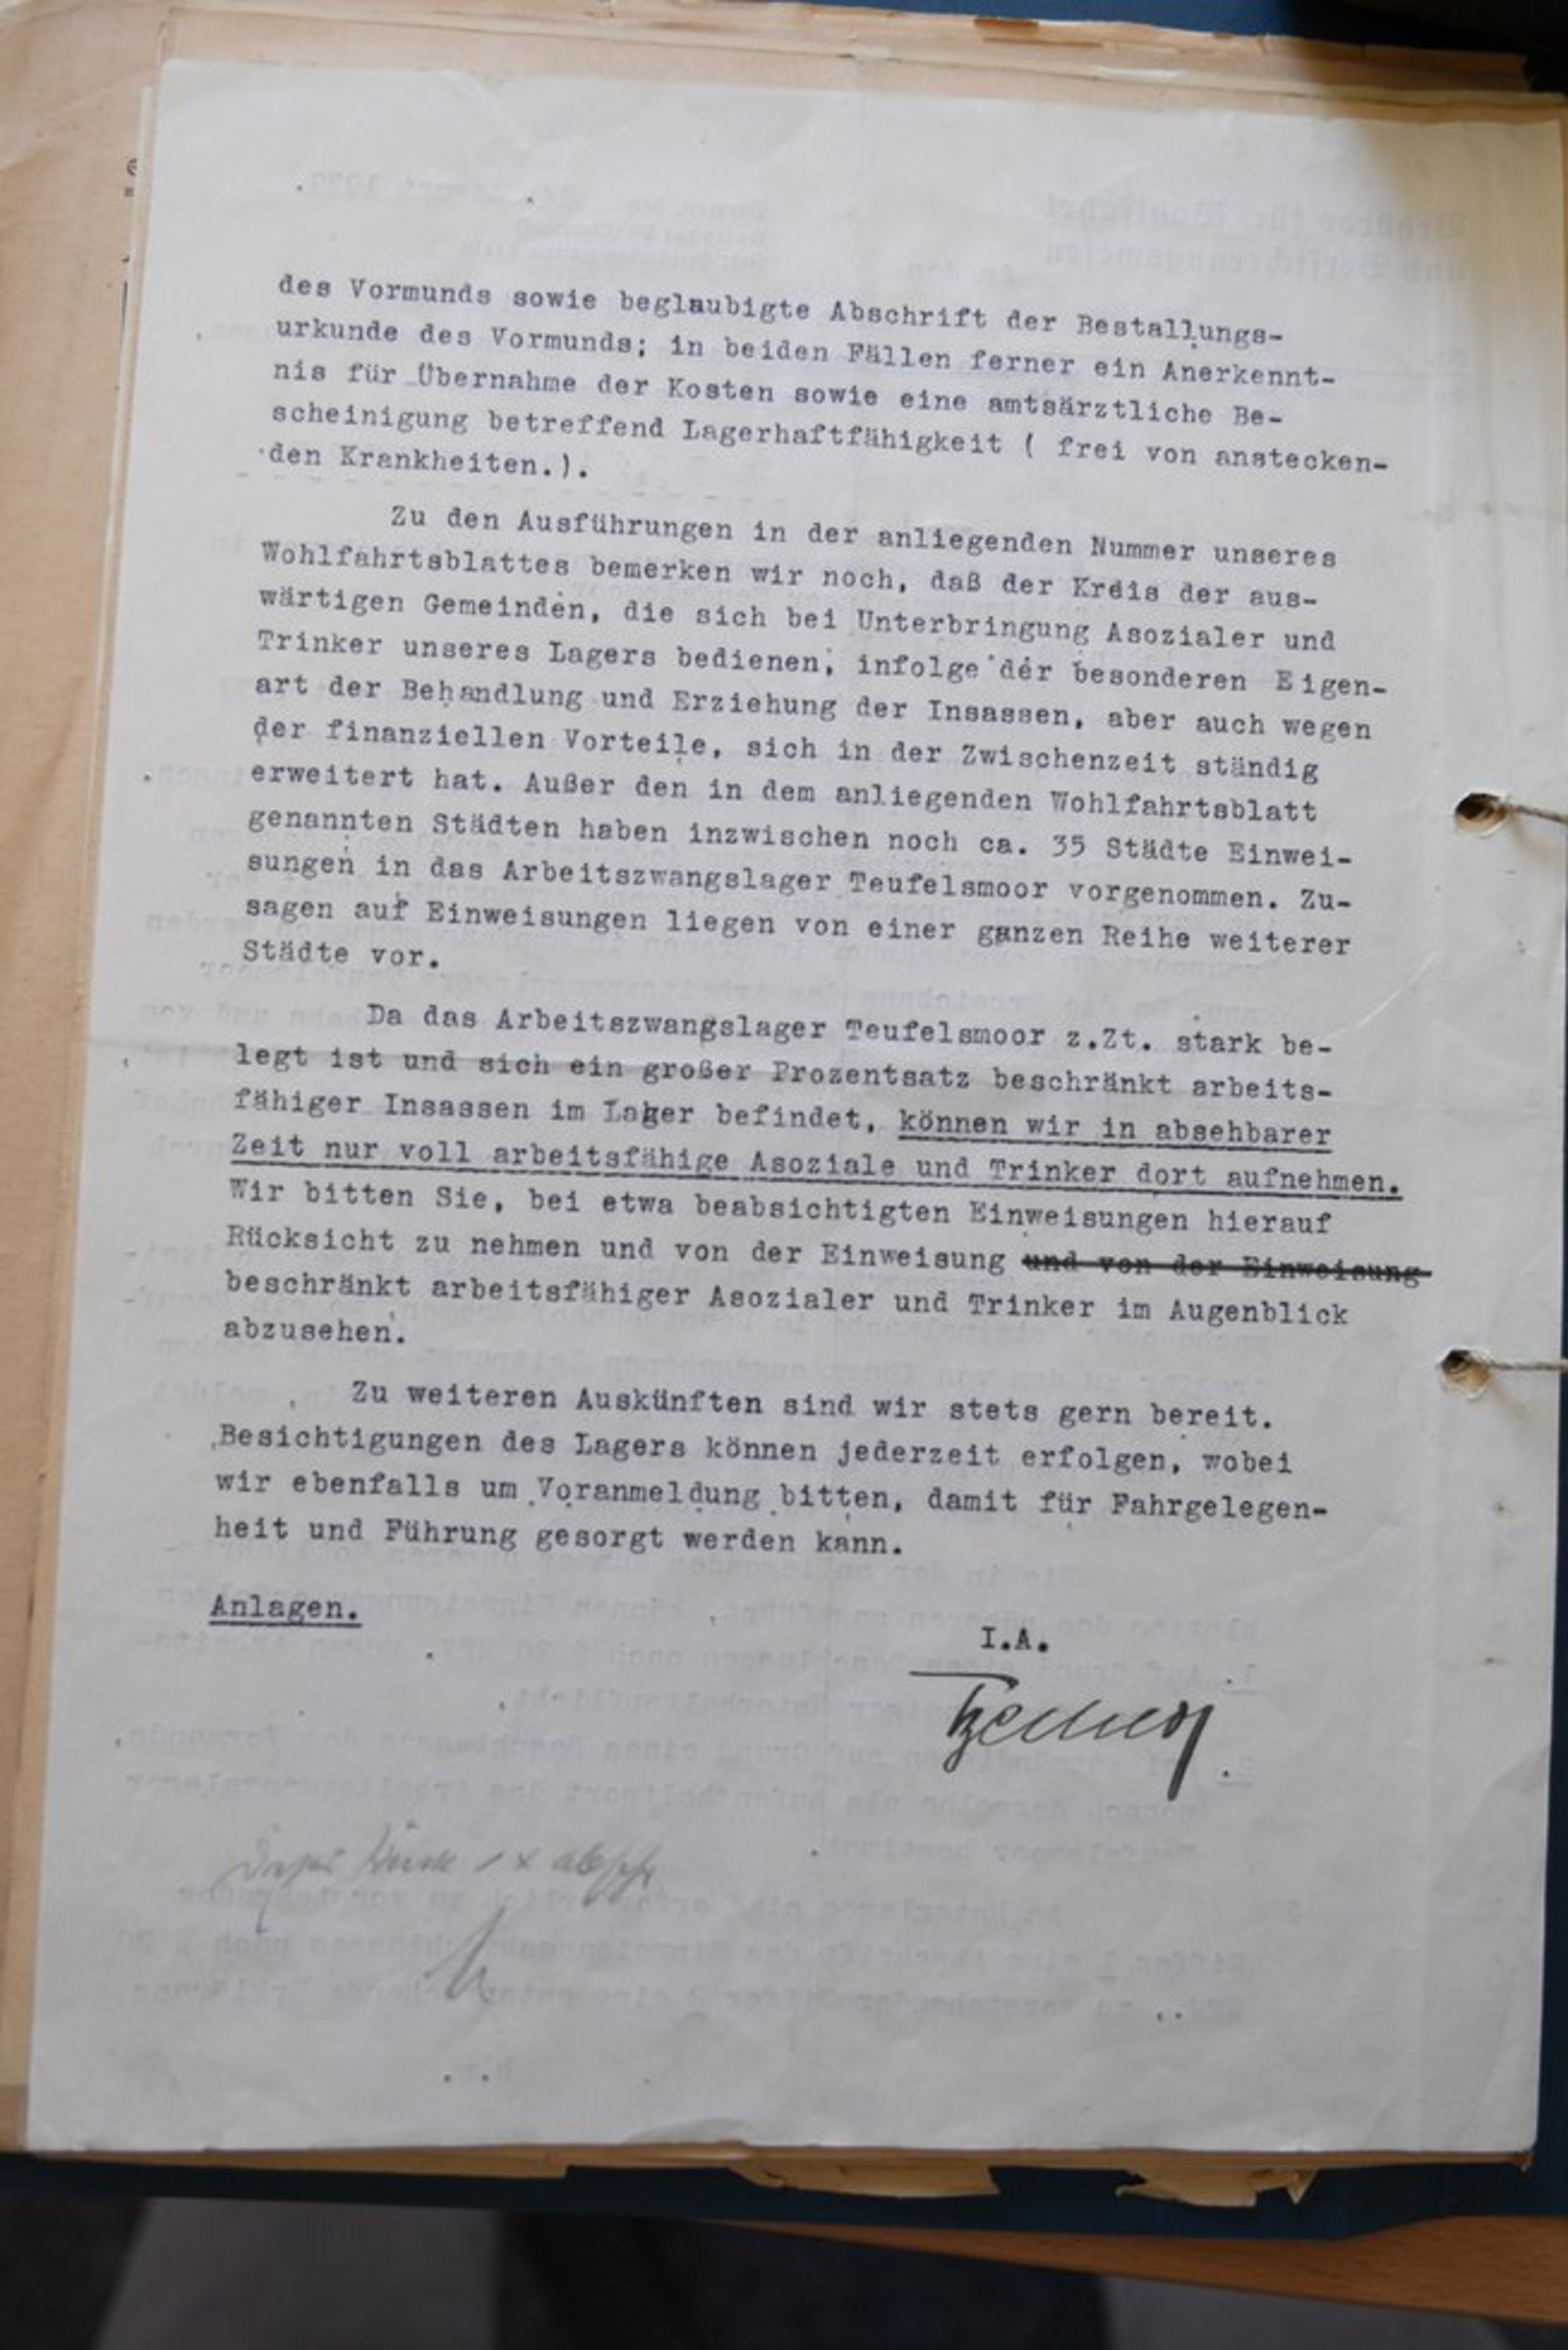 des Vormunds sowie beglaubigte Abschrift der Bestallungs-
urkunde des Vormunds; in beiden Fällen ferner ein Anerkennt-
nis für Übernahme der Kosten sowie eine amtsärztliche Be-
scheinigung betreffend Lagerhaftfähigkeit ( frei von anstecken-
den Krankheiten.).
Zu den Ausführungen in der anliegenden Nummer unseres
Wohlfahrtsblattes bemerken wir noch, daß der Kreis der aus-
wärtigen Gemeinden, die sich bei Unterbringung Asozialer und
Trinker unseres Lagers bedienen, infolge der besonderen Eigen-
art der Behandlung und Erziehung der Insassen, aber auch wegen
der finanziellen Vorteile, sich in der Zwischenzeit ständig
erweitert hat. Außer den in dem anliegenden Wohlfahrtsblatt
genannten Städten haben inzwischen noch ca. 35 Städte Einwei-
sungen in das Arbeitszwangslager Teufelsmoor vorgenommen. Zu-
sagen auf Einweisungen liegen von einer ganzen Reihe weiterer
Städte vor.
Da das Arbeitszwangslager Teufelsmoor z.Zt. stark be-
legt ist und sich ein großer Prozentsatz beschränkt arbeits-
fähiger Insassen im Lager befindet, können wir in absehbarer
Zeit nur voll arbeitsfähige Asoziale und Trinker dort aufnehmen.
Wir bitten Sie, bei etwa beabsichtigten Einweisungen hierauf
Rücksicht zu nehmen und von der Einweisung und von der Einweisung
beschränkt arbeitsfähiger Asozialer und Trinker im Augenblick
abzusehen.
Zu weiteren Auskünften sind wir stets gern bereit.
Besichtigungen des Lagers können jederzeit erfolgen, wobei
wir ebenfalls um Voranmeldung bitten, damit für Fahrgelegen-
heit und Führung gesorgt werden kann.
Anlagen.
I.A.